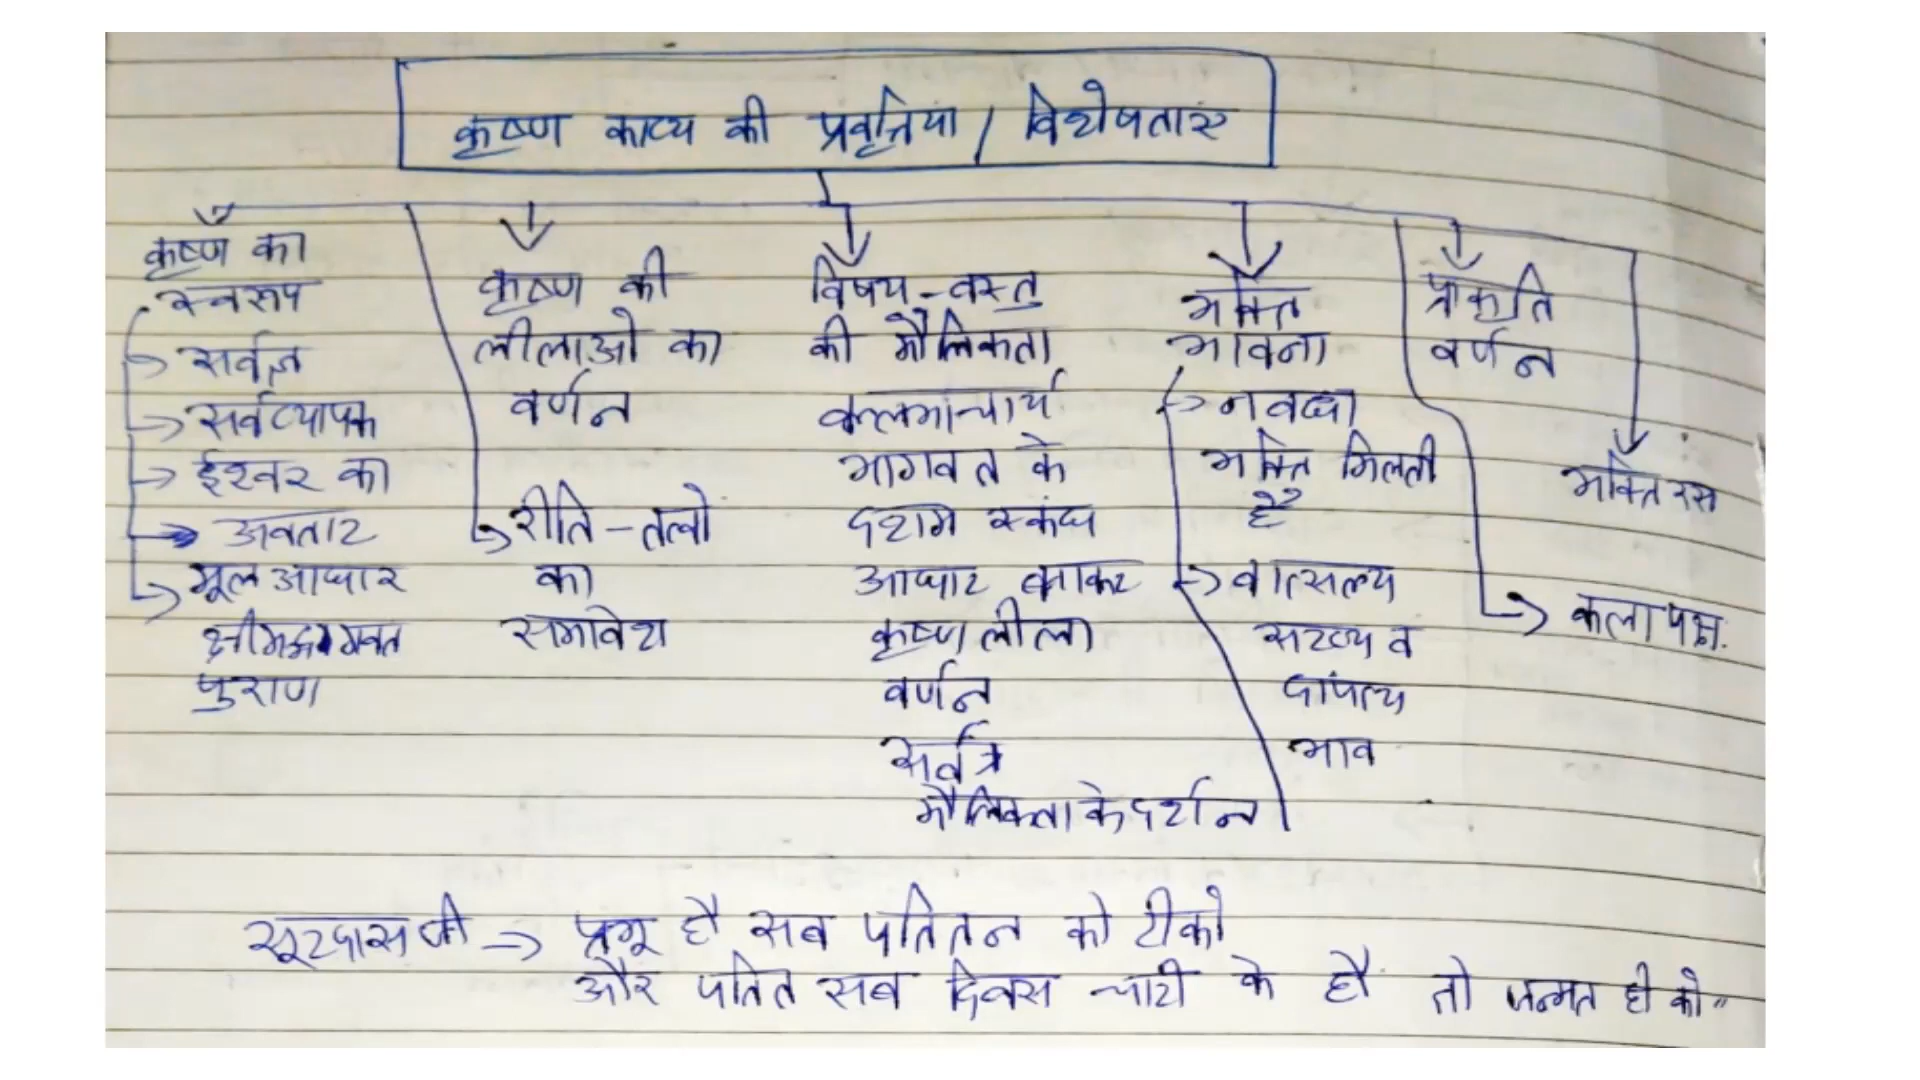 कृष्ण काव्य की प्रवृत्तियां / विशेषताएं
कृष्ण का
स्वरूप
सर्वज्ञ
सर्वव्यापक
ईश्वर का
अवतार
मूल आधार
श्रीमद्भागवत
पुराण
कृष्ण की
लीलाओं का
वर्णन
रीति-तत्वो
का
समावेश
विषय-वस्तु
की मौलिकता
वल्लभाचार्य
भागवत के
दशम स्कंध
आधार बनाकर
कृष्णलीला
वर्णन
सर्वत्र
मौलिकता के दर्शन
भक्ति
भावना
नवद्धा
भक्ति मिलती
है
वात्सल्य
सख्य व
दांपत्य
भाव
प्राकृति
वर्णन
भक्ति रस
कला पक्ष.
सूरदास जी → प्रभू है सब पतितन को टीको
और पतित सब दिवस चारी के हौ तो जन्मत ही को"